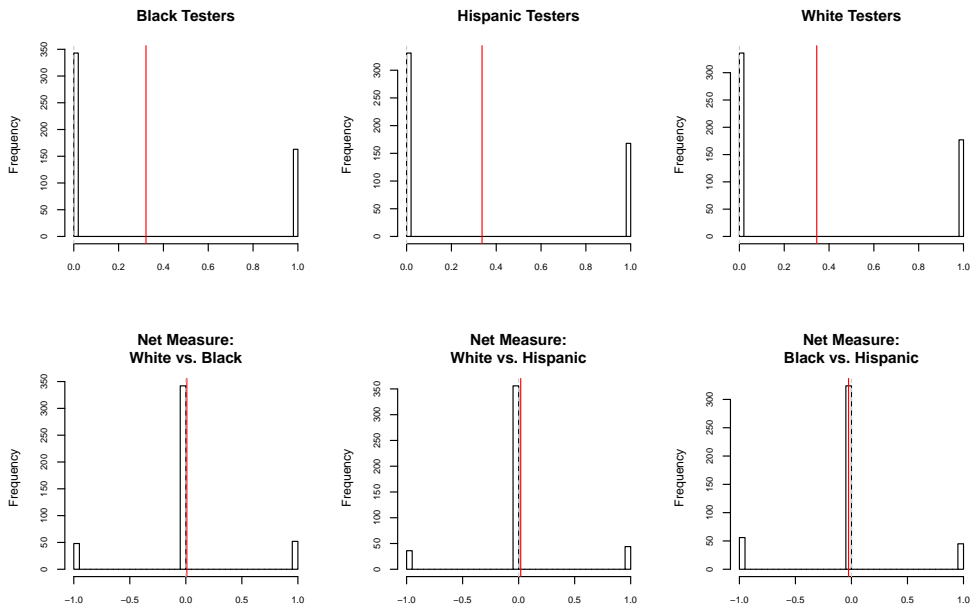 Black Testers
Frequency
0 50 100 150 200 250 300 350
0.0 0.2 0.4 0.6 0.8 1.0
Hispanic Testers
Frequency
0 50 100 150 200 250 300
0.0 0.2 0.4 0.6 0.8 1.0
White Testers
Frequency
0 50 100 150 200 250 300
0.0 0.2 0.4 0.6 0.8 1.0
Net Measure:
White vs. Black
Frequency
0 50 100 150 200 250 300 350
−1.0 −0.5 0.0 0.5 1.0
Net Measure:
White vs. Hispanic
Frequency
0 50 100 150 200 250 300 350
−1.0 −0.5 0.0 0.5 1.0
Net Measure:
Black vs. Hispanic
Frequency
0 50 100 150 200 250 300
−1.0 −0.5 0.0 0.5 1.0